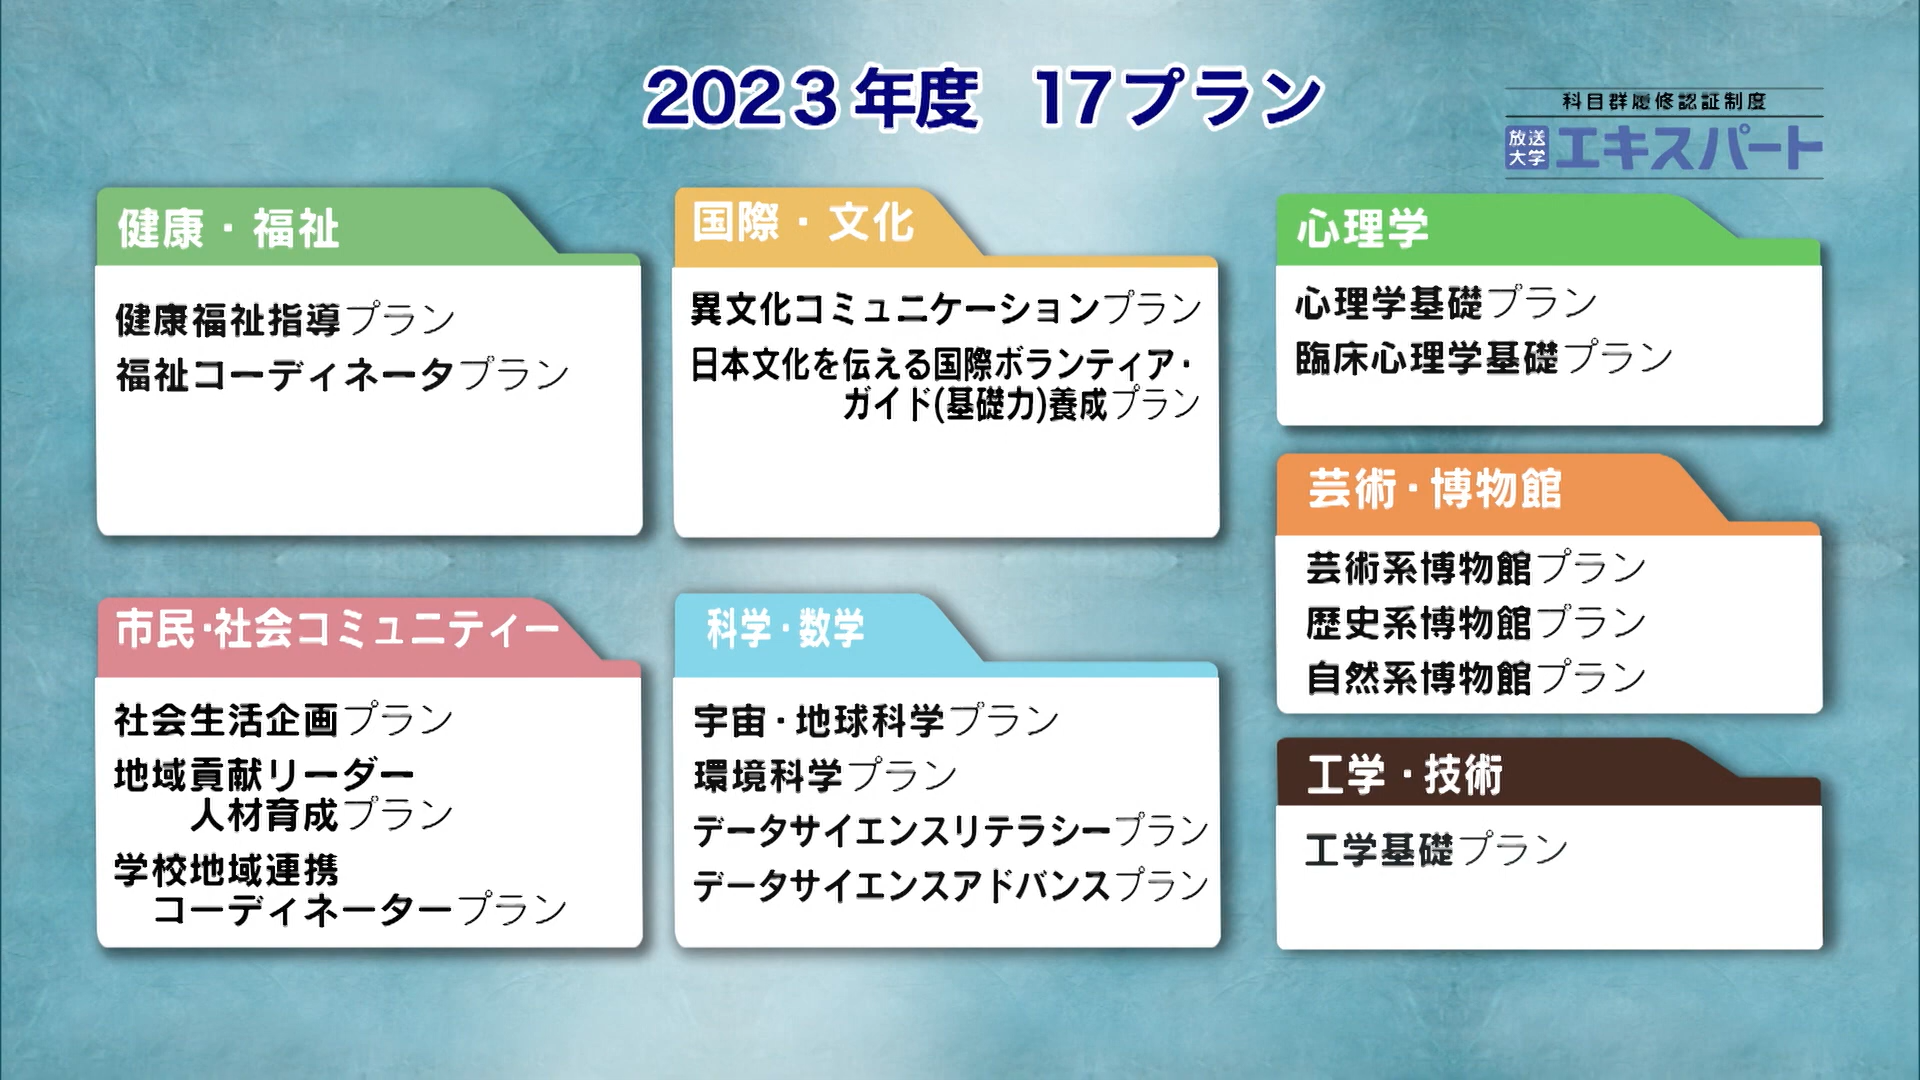 2023年度 17プラン
科目群履修認証制度
放送大学 エキスパート
健康・福祉
健康福祉指導プラン
福祉コーディネータプラン
国際・文化
異文化コミュニケーションプラン
日本文化を伝える国際ボランティア・
ガイド(基礎力)養成プラン
心理学
心理学基礎プラン
臨床心理学基礎プラン
芸術・博物館
芸術系博物館プラン
歴史系博物館プラン
自然系博物館プラン
市民・社会コミュニティー
社会生活企画プラン
地域貢献リーダー
人材育成プラン
学校地域連携
コーディネータープラン
科学・数学
宇宙・地球科学プラン
環境科学プラン
データサイエンスリテラシープラン
データサイエンスアドバンスプラン
工学・技術
工学基礎プラン